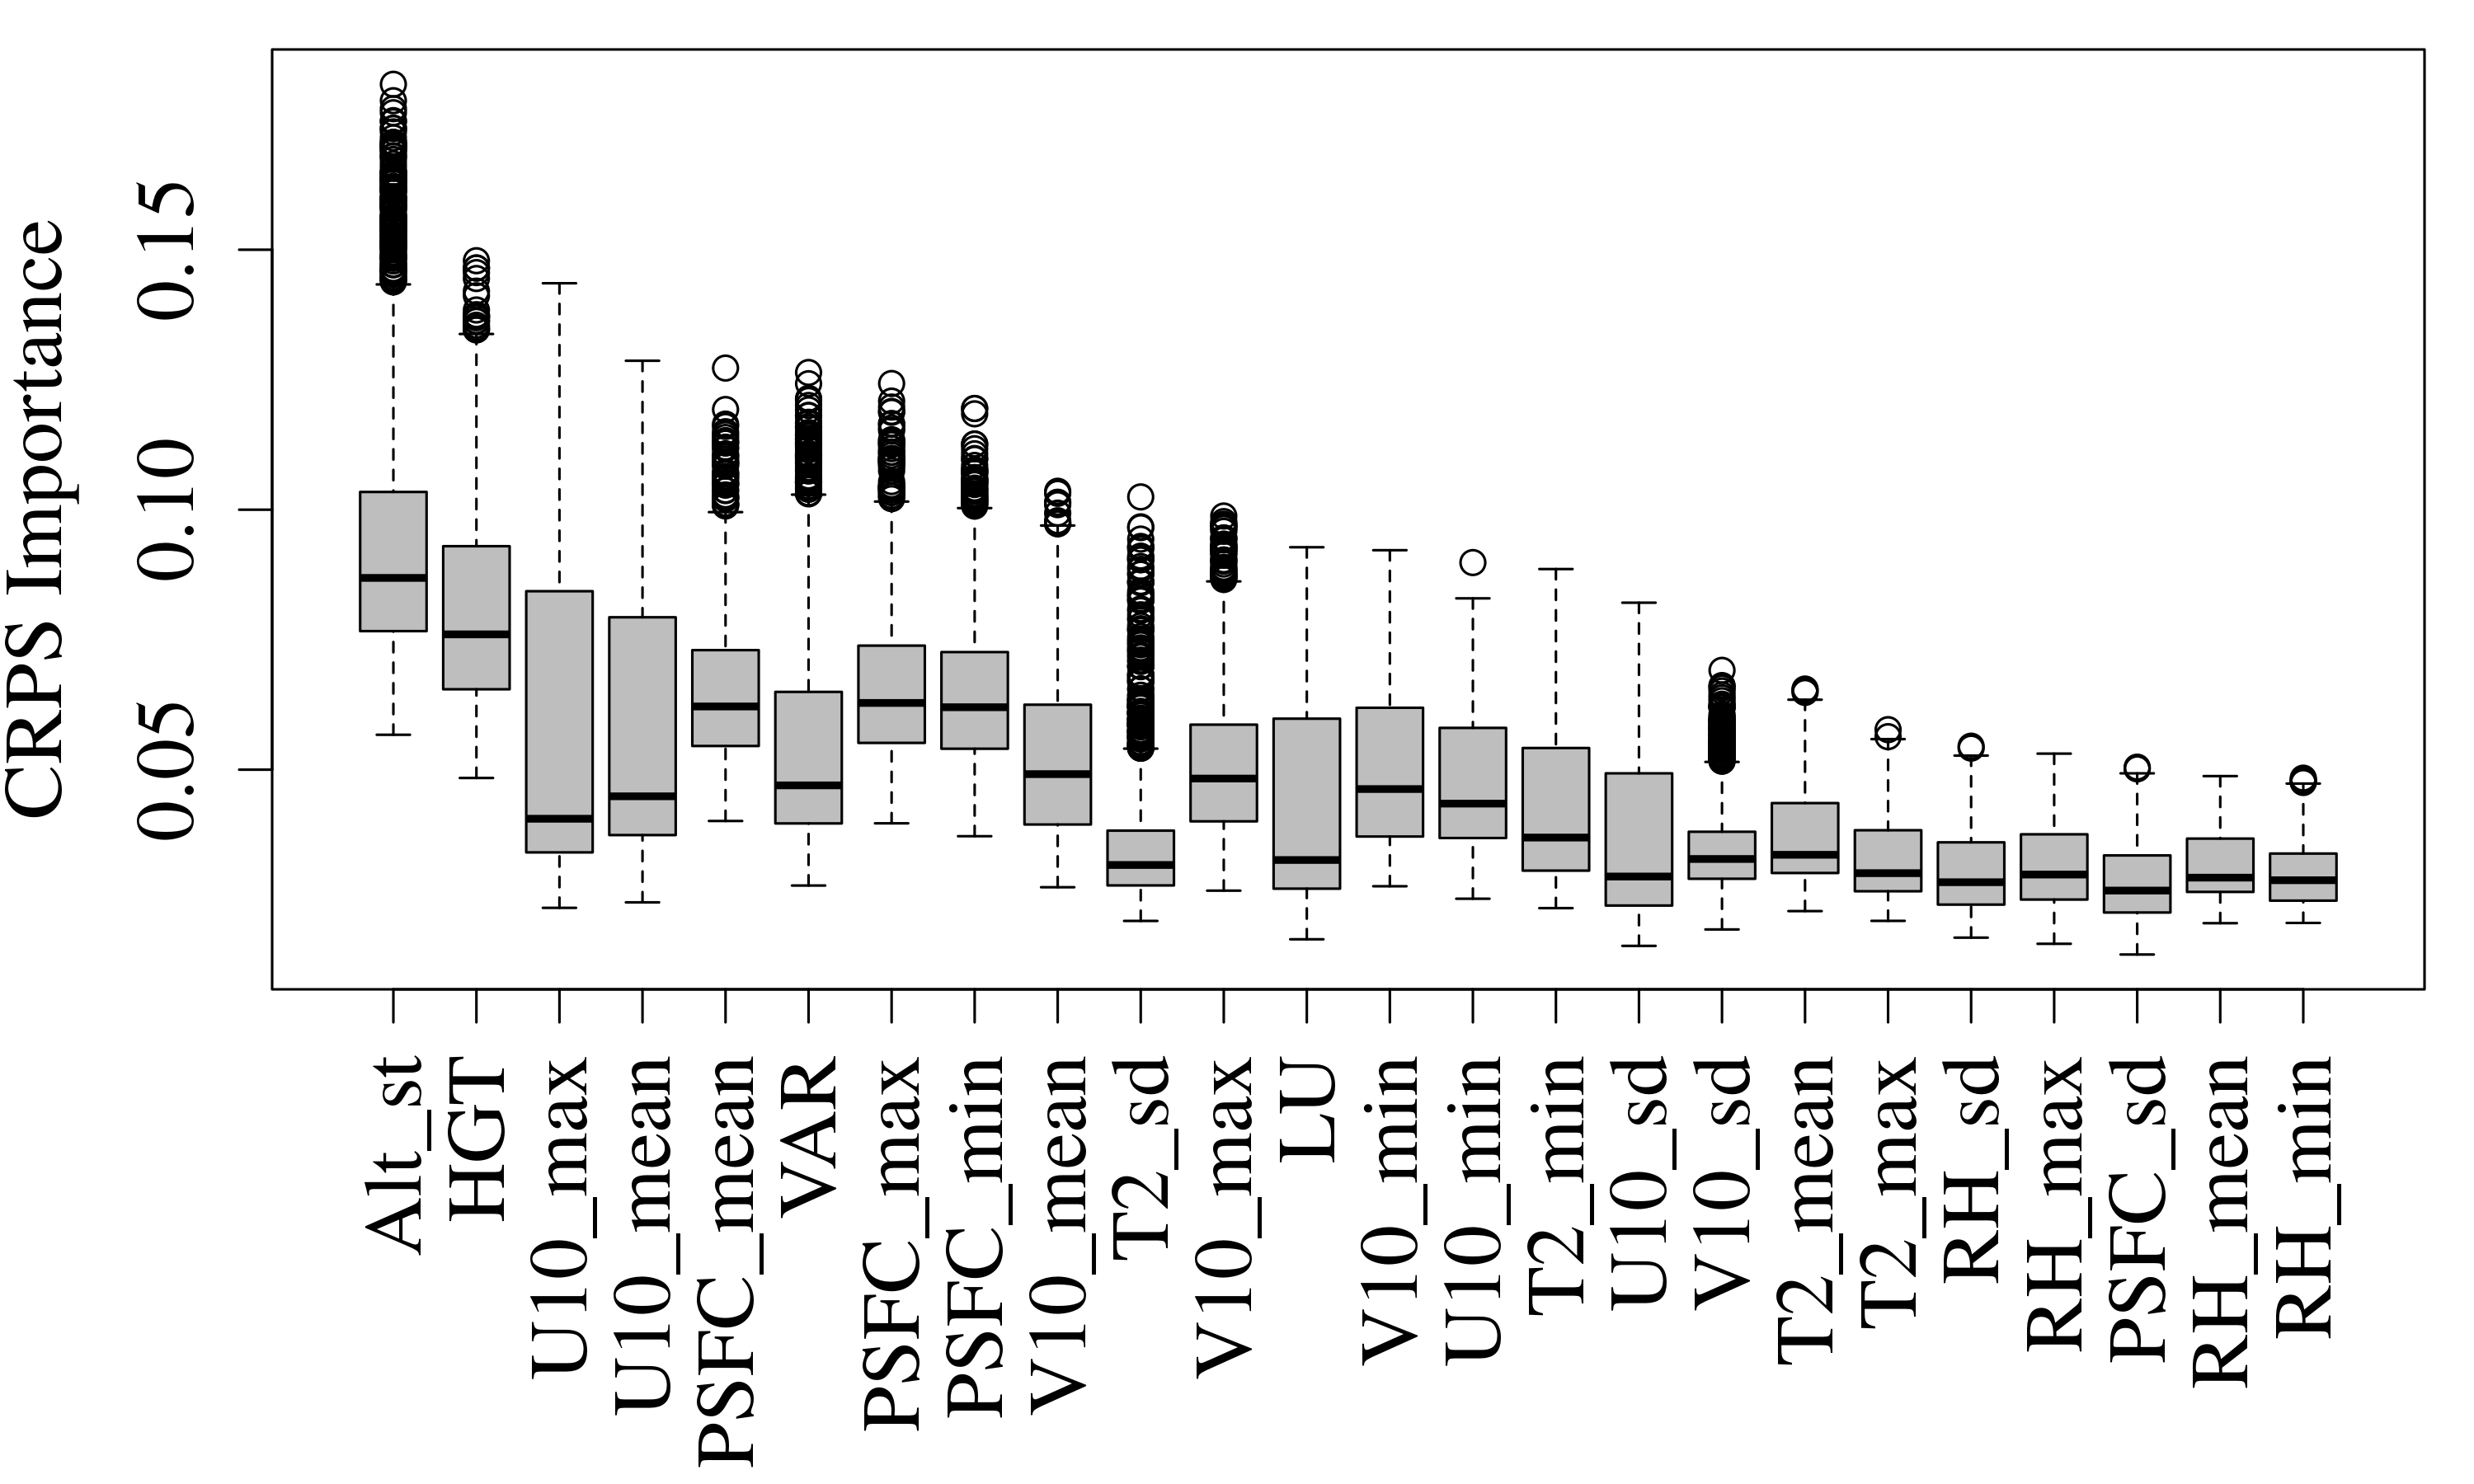 CRPS Importance
0.15
0.10
0.05
Alt_st
HGT
U10_max
U10_mean
PSFC_mean
VAR
PSFC_max
PSFC_min
V10_mean
T2_sd
V10_max
LU
V10_min
U10_min
T2_min
U10_sd
V10_sd
T2_mean
T2_max
RH_sd
RH_max
PSFC_sd
RH_mean
RH_min